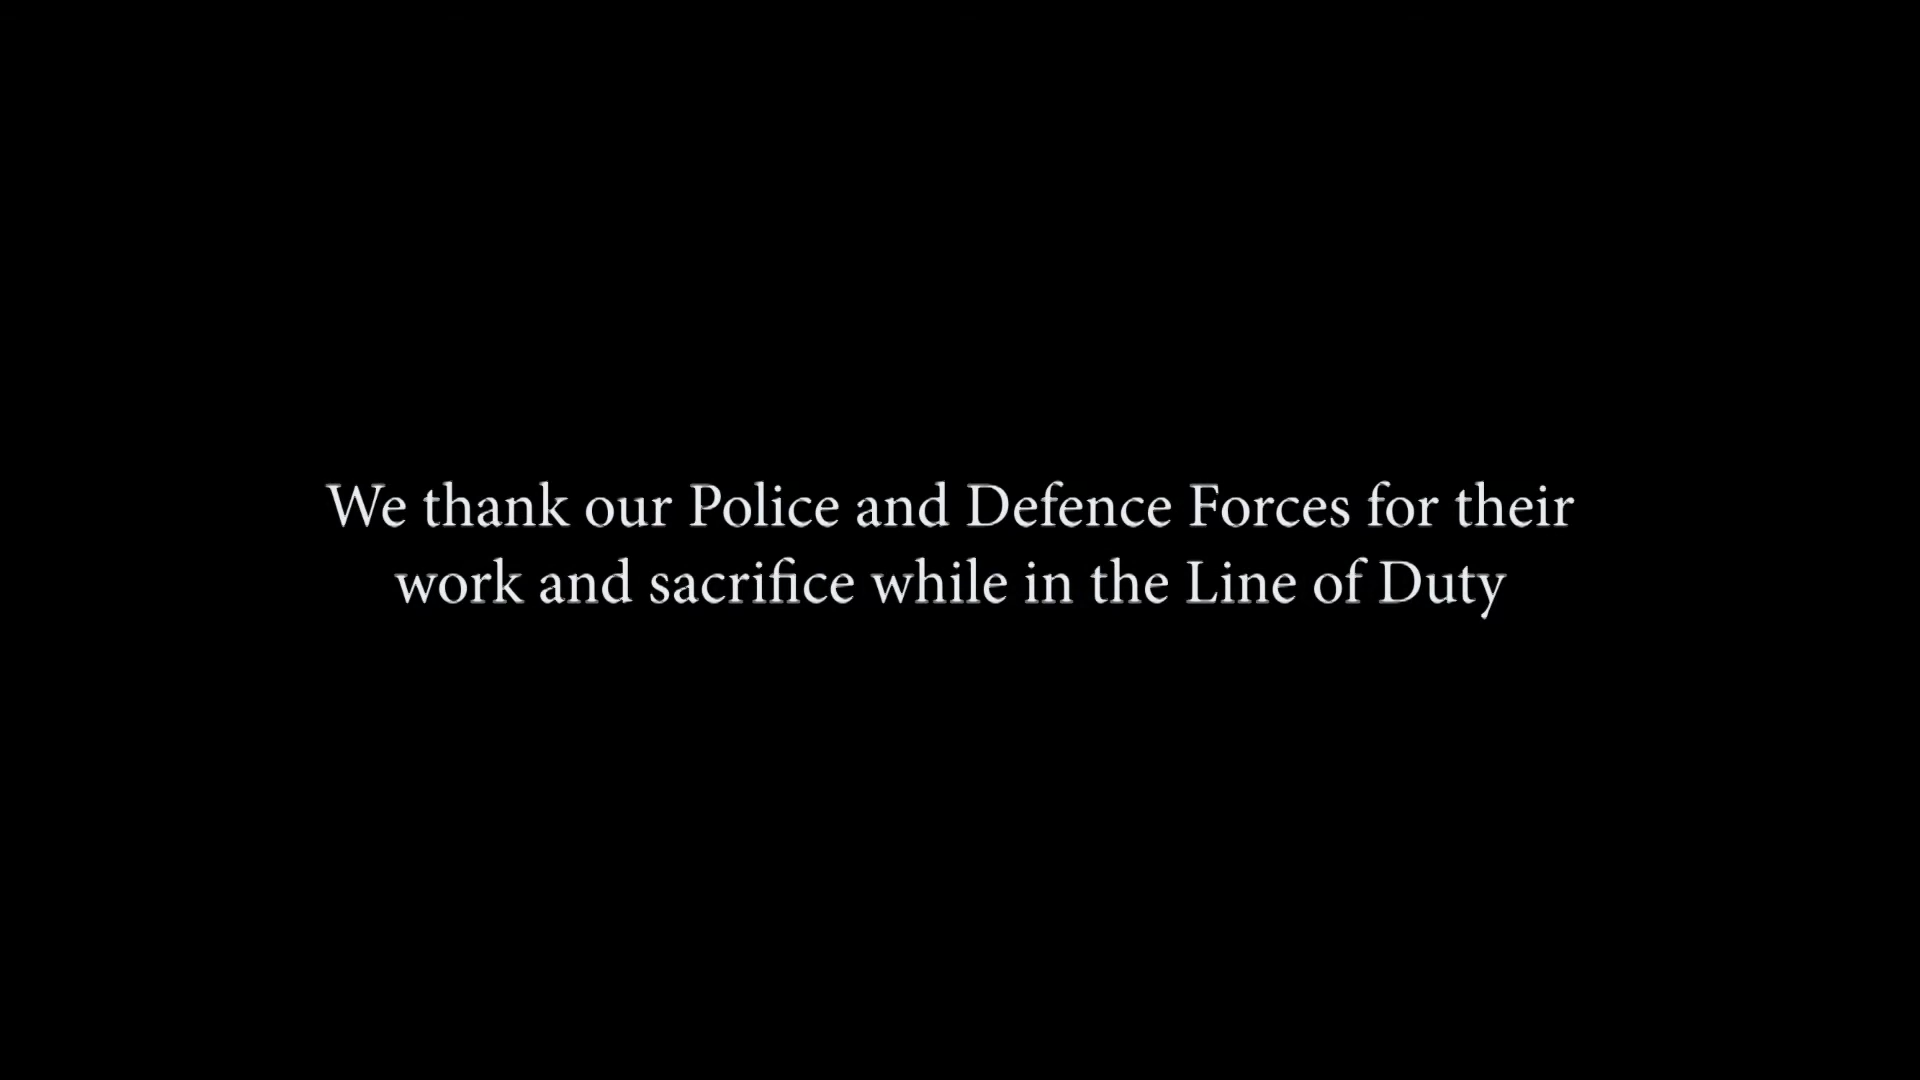 We thank our Police and Defence Forces for their
work and sacrifice while in the Line of Duty